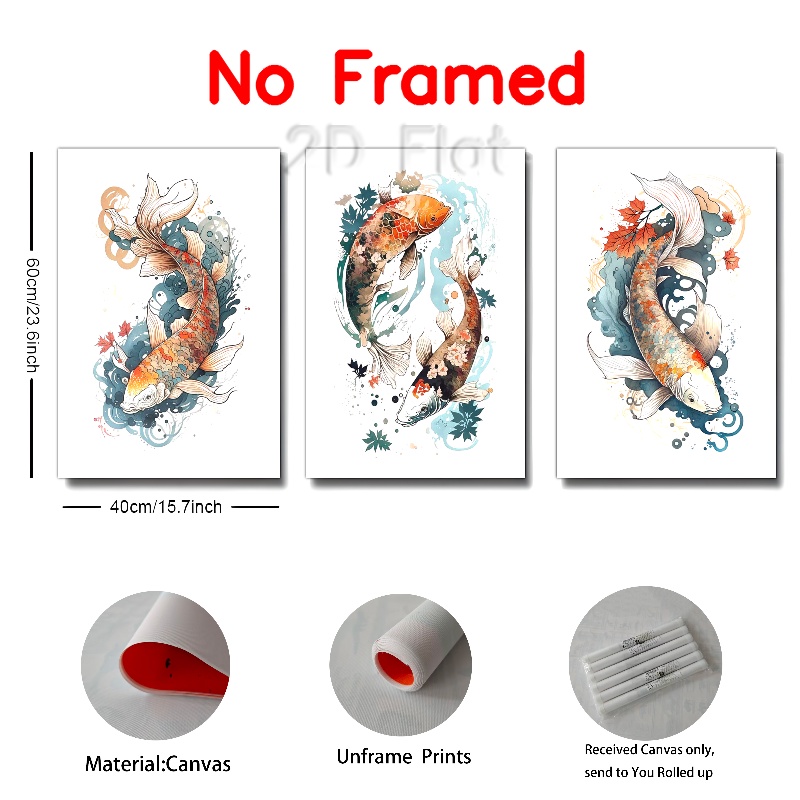 No Framed
2D Flat
60cm/23.6inch
40cm/15.7inch
Material:Canvas
Unframe Prints
Received Canvas only,
send to You Rolled up